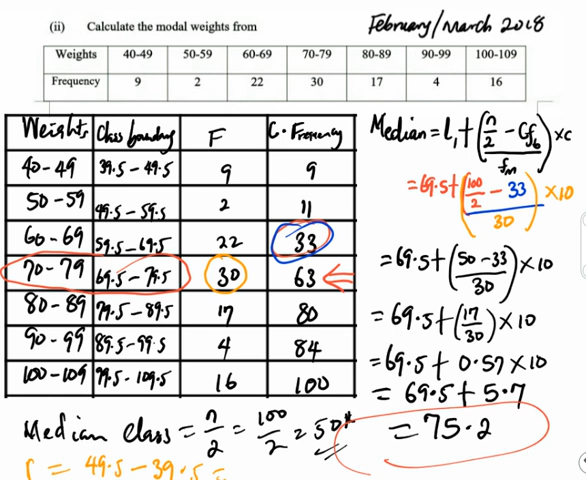 (ii) Calculate the modal weights from
February/March 2018
Weights 40-49 50-59 60-69 70-79 80-89 90-99 100-109
Frequency 9 2 22 30 17 4 16
Weights Class boundary F C. Frequency
40-49 39.5-49.5 9 9
50-59 49.5-59.5 2 11
60-69 59.5-69.5 22 33
70-79 69.5-79.5 30 63
80-89 79.5-89.5 17 80
90-99 89.5-99.5 4 84
100-109 99.5-109.5 16 100
Median class = n/2 = 100/2 = 50th
C = 49.5-39.5=
Median = L₁ + (n/2 - Cfb / fm) × C
= 69.5 + (100/2 - 33 / 30) × 10
= 69.5 + (50-33 / 30) × 10
= 69.5 + (17/30) × 10
= 69.5 + 0.57 × 10
= 69.5 + 5.7
= 75.2